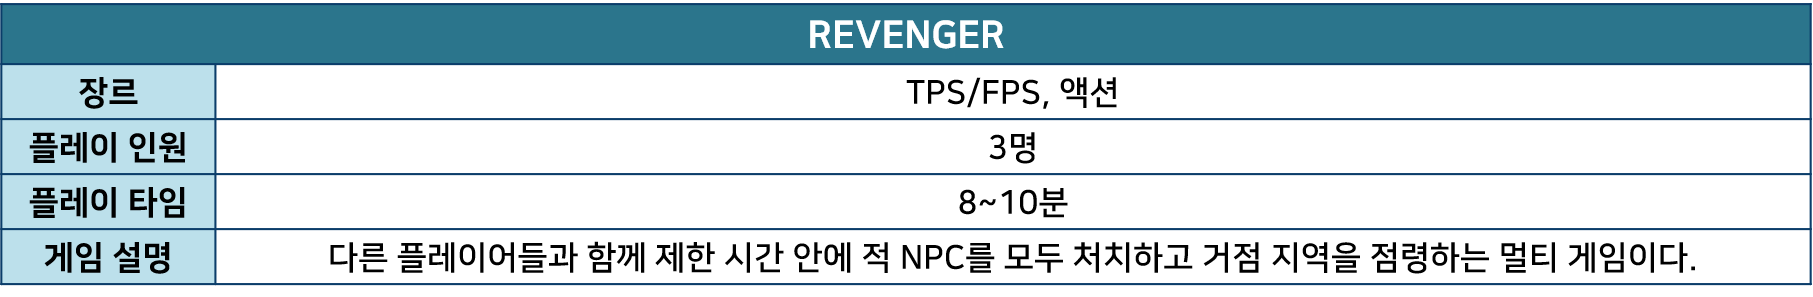 REVENGER
장르
TPS/FPS, 액션
플레이 인원
3명
플레이 타임
8~10분
게임 설명
다른 플레이어들과 함께 제한 시간 안에 적 NPC를 모두 처치하고 거점 지역을 점령하는 멀티 게임이다.